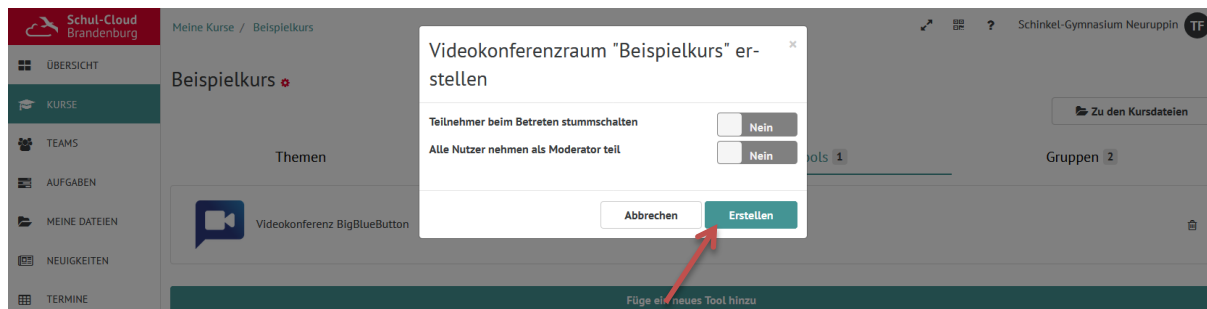 Schul-Cloud
Brandenburg
Meine Kurse / Beispielkurs
?
Schinkel-Gymnasium Neuruppin
TF
ÜBERSICHT
KURSE
TEAMS
AUFGABEN
MEINE DATEIEN
NEUIGKEITEN
TERMINE
Beispielkurs
Zu den Kursdateien
Themen
ools 1
Gruppen 2
Videokonferenz BigBlueButton
Füge ein neues Tool hinzu
Videokonferenzraum "Beispielkurs" er-
stellen
×
Teilnehmer beim Betreten stummschalten
Nein
Alle Nutzer nehmen als Moderator teil
Nein
Abbrechen
Erstellen